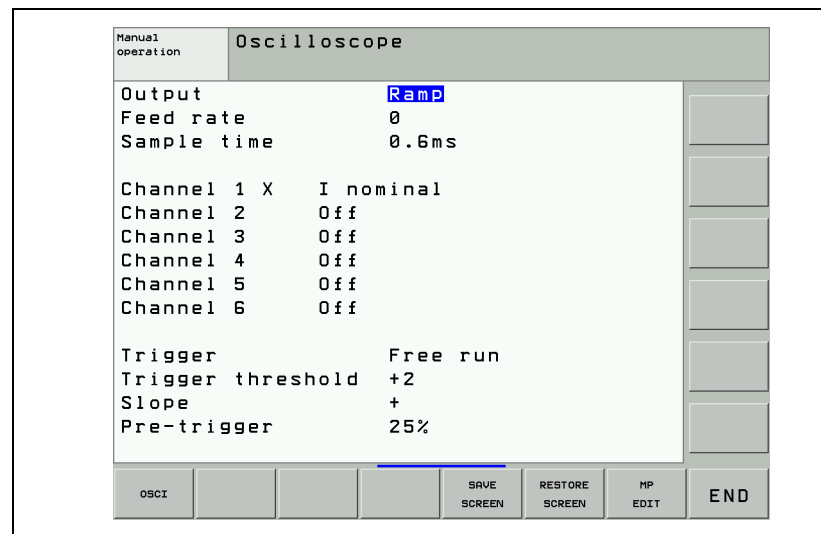 Manual
operation
Oscilloscope
Output Ramp
Feed rate 0
Sample time 0.6ms
Channel 1 X I nominal
Channel 2 Off
Channel 3 Off
Channel 4 Off
Channel 5 Off
Channel 6 Off
Trigger Free run
Trigger threshold +2
Slope +
Pre-trigger 25%
OSCI
SAVE
SCREEN
RESTORE
SCREEN
MP
EDIT
END